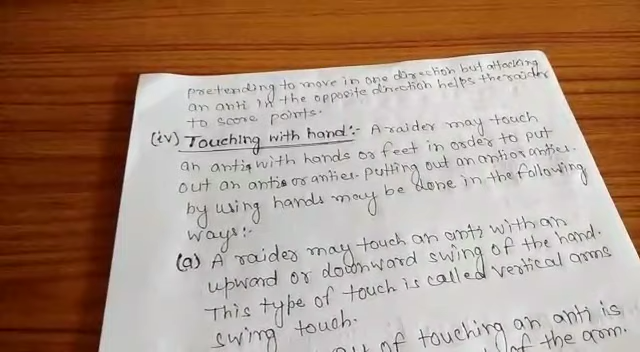 pretending to move in one direction but attacking
an anti in the opposite direction helps the raider
to score points.
(iv) Touching with hand:- A raider may touch
an anti with hands or feet in order to put
out an anti or anties. Putting out an anti or anties
by using hands may be done in the following
ways:-
(a) A raider may touch an anti with an
upward or downward swing of the hand.
This type of touch is called vertical arms
swing touch.
of touching an anti is
of the arm.